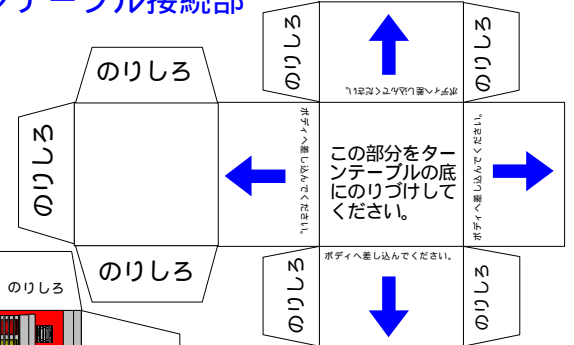 ンテーブル接続部
のりしろ
のりしろ
のりしろ
ボディへ差し込んでください。
のりしろ
ボディへ差し込んでください。
この部分をター
ンテーブルの底
にのりづけして
ください。
ボディへ差し込んでください。
のりしろ
ボディへ差し込んでください。
のりしろ
のりしろ
のりしろ
のりしろ